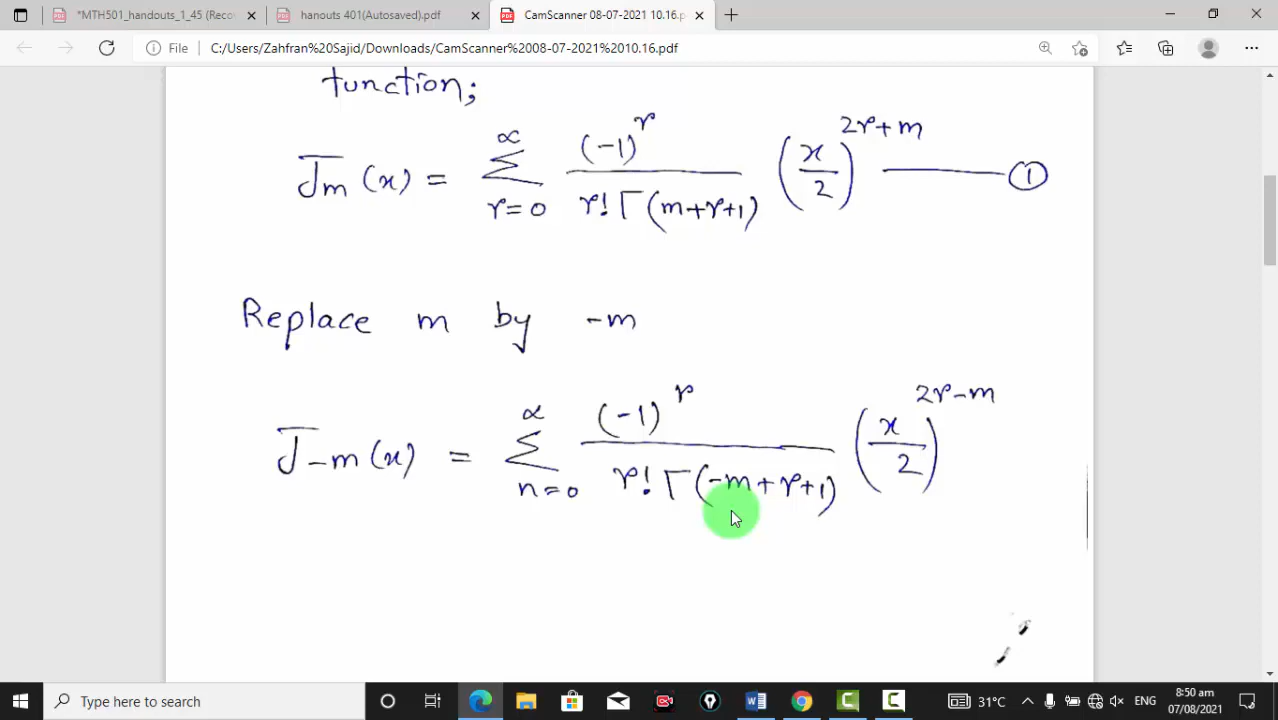 *MTH501_handouts_1_45 (Recov
hanouts 401(Autosaved).pdf
CamScanner 08-07-2021 10.16.p
File
C:/Users/Zahfran%20Sajid/Downloads/CamScanner%2008-07-2021%2010.16.pdf
function;
Jm (x) = ∑_{r=0}^{∝} (-1)^r / r! Γ(m+r+1) (x/2)^{2r+m} ——— ①
Replace m by -m
J-m (x) = ∑_{n=0}^{∝} (-1)^r / r! Γ(-m+r+1) (x/2)^{2r-m}
Type here to search
31°C
ENG
8:50 am
07/08/2021